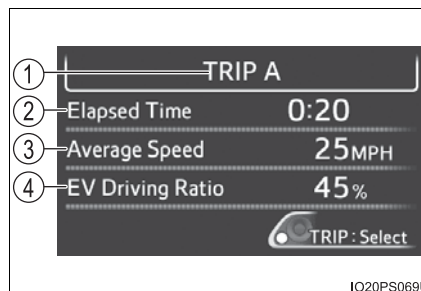 1 TRIP A
2 Elapsed Time 0:20
3 Average Speed 25MPH
4 EV Driving Ratio 45%
TRIP: Select
IO20PS069